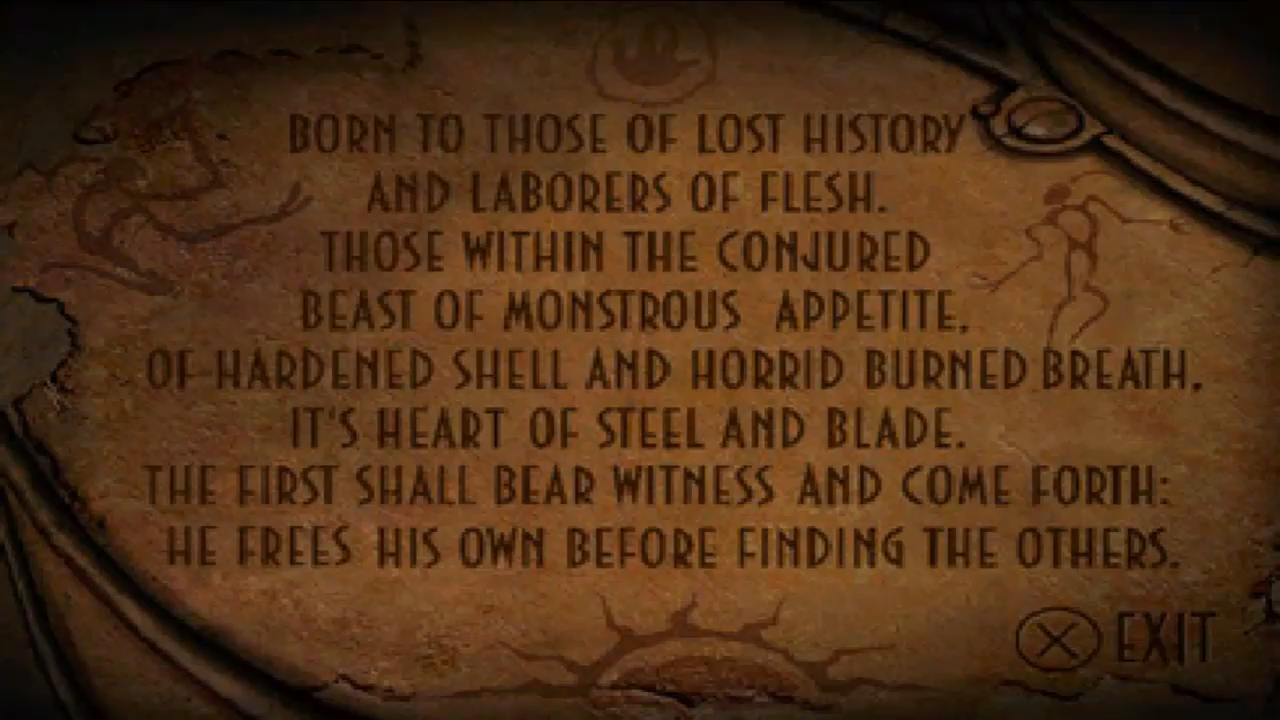 BORN TO THOSE OF LOST HISTORY
AND LABORERS OF FLESH.
THOSE WITHIN THE CONJURED
BEAST OF MONSTROUS APPETITE,
OF HARDENED SHELL AND HORRID BURNED BREATH,
IT'S HEART OF STEEL AND BLADE.
THE FIRST SHALL BEAR WITNESS AND COME FORTH:
HE FREES HIS OWN BEFORE FINDING THE OTHERS.
X EXIT